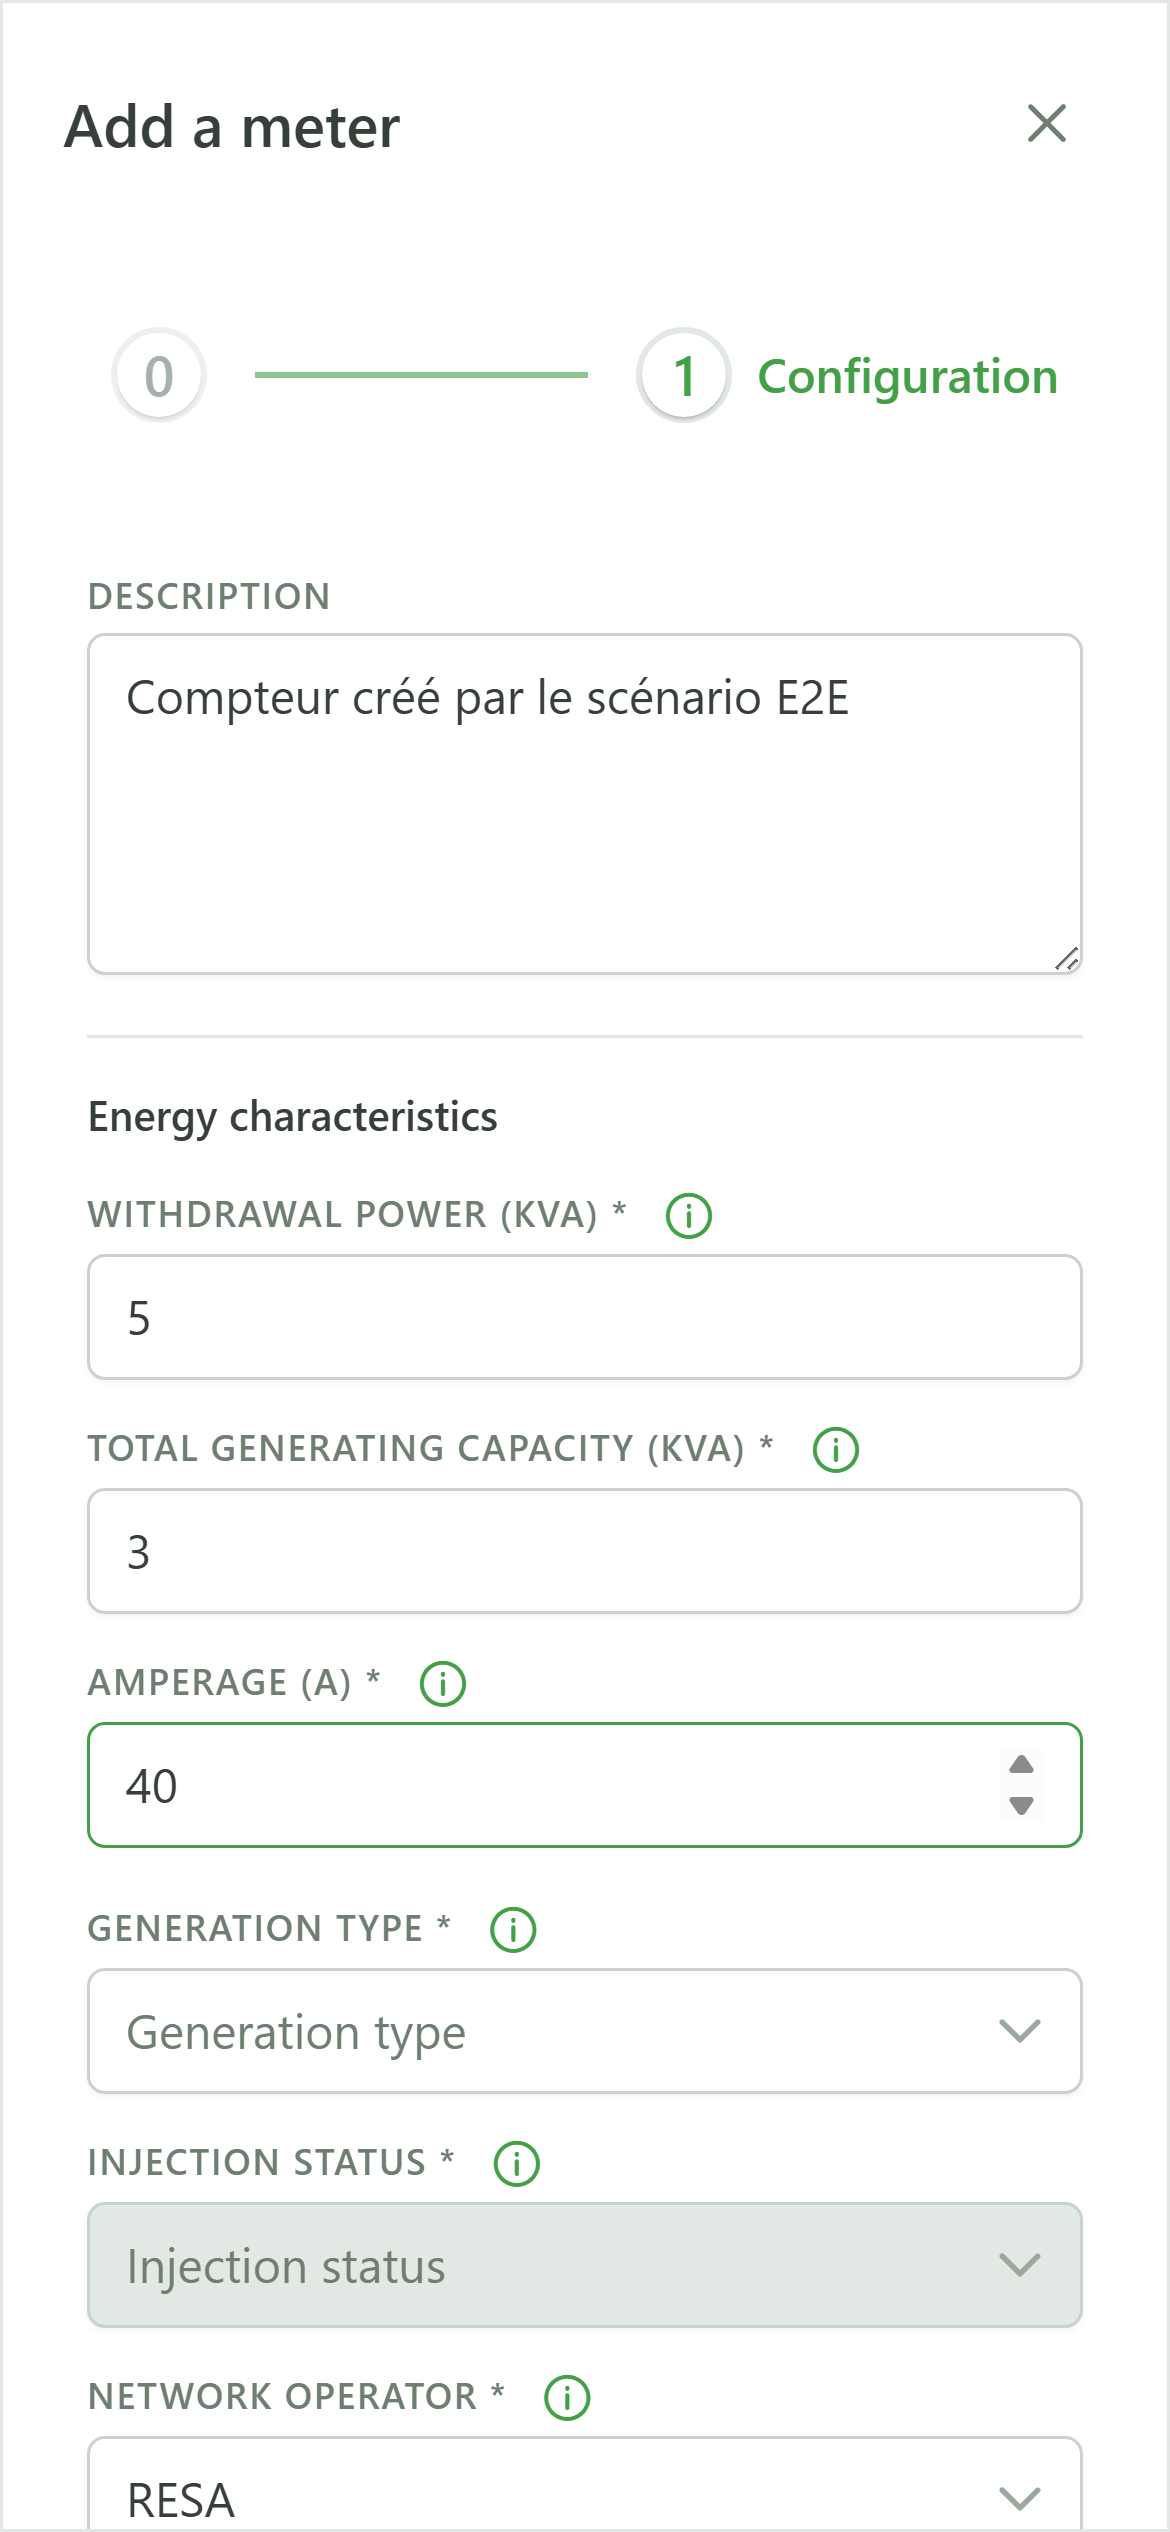 Add a meter
0
1 Configuration
DESCRIPTION
Compteur créé par le scénario E2E
Energy characteristics
WITHDRAWAL POWER (KVA) *
5
TOTAL GENERATING CAPACITY (KVA) *
3
AMPERAGE (A) *
40
GENERATION TYPE *
Generation type
INJECTION STATUS *
Injection status
NETWORK OPERATOR *
RESA